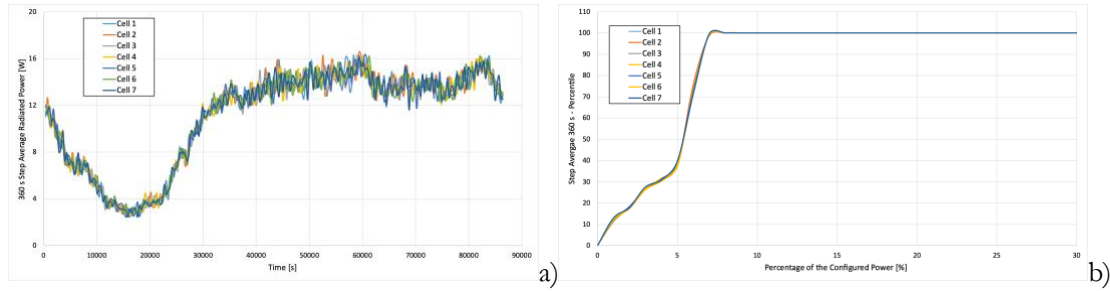 20
16
12
8
4
0
360 s Step Average Radiated Power [W]
Cell 1
Cell 2
Cell 3
Cell 4
Cell 5
Cell 6
Cell 7
0
10000
20000
30000
40000
50000
60000
70000
80000
90000
Time [s]
a)
110
100
90
80
70
60
50
40
30
20
10
0
Step Avergae 360 s - Percentile
Cell 1
Cell 2
Cell 3
Cell 4
Cell 5
Cell 6
Cell 7
0
5
10
15
20
25
30
Percentage of the Configured Power [%]
b)